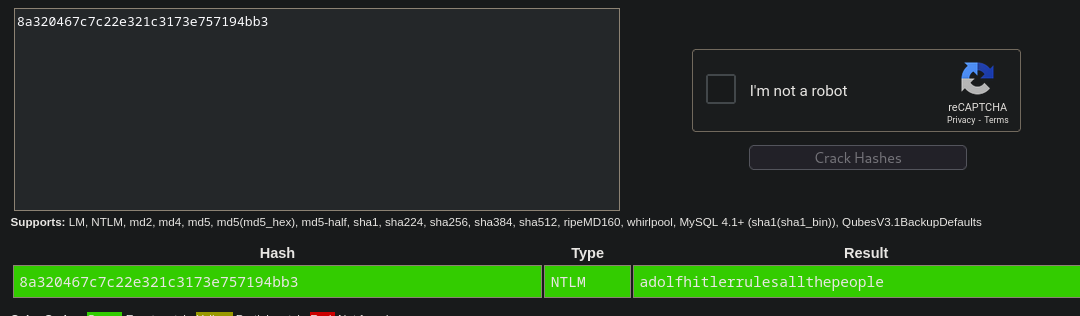 8a320467c7c22e321c3173e757194bb3
I'm not a robot
reCAPTCHA
Privacy - Terms
Crack Hashes
Supports: LM, NTLM, md2, md4, md5, md5(md5_hex), md5-half, sha1, sha224, sha256, sha384, sha512, ripeMD160, whirlpool, MySQL 4.1+ (sha1(sha1_bin)), QubesV3.1BackupDefaults
Hash Type Result
8a320467c7c22e321c3173e757194bb3 NTLM adolfhitlerrulesallthepeople